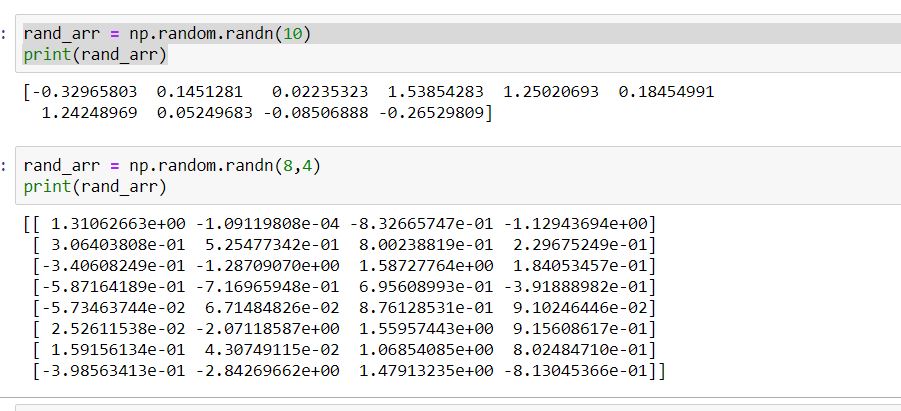 : rand_arr = np.random.randn(10)
print(rand_arr)
[-0.32965803  0.1451281   0.02235323  1.53854283  1.25020693  0.18454991
  1.24248969  0.05249683 -0.08506888 -0.26529809]
: rand_arr = np.random.randn(8,4)
print(rand_arr)
[[ 1.31062663e+00 -1.09119808e-04 -8.32665747e-01 -1.12943694e+00]
 [ 3.06403808e-01  5.25477342e-01  8.00238819e-01  2.29675249e-01]
 [-3.40608249e-01 -1.28709070e+00  1.58727764e+00  1.84053457e-01]
 [-5.87164189e-01 -7.16965948e-01  6.95608993e-01 -3.91888982e-01]
 [-5.73463744e-02  6.71484826e-02  8.76128531e-01  9.10246446e-02]
 [ 2.52611538e-02 -2.07118587e+00  1.55957443e+00  9.15608617e-01]
 [ 1.59156134e-01  4.30749115e-02  1.06854085e+00  8.02484710e-01]
 [-3.98563413e-01 -2.84269662e+00  1.47913235e+00 -8.13045366e-01]]